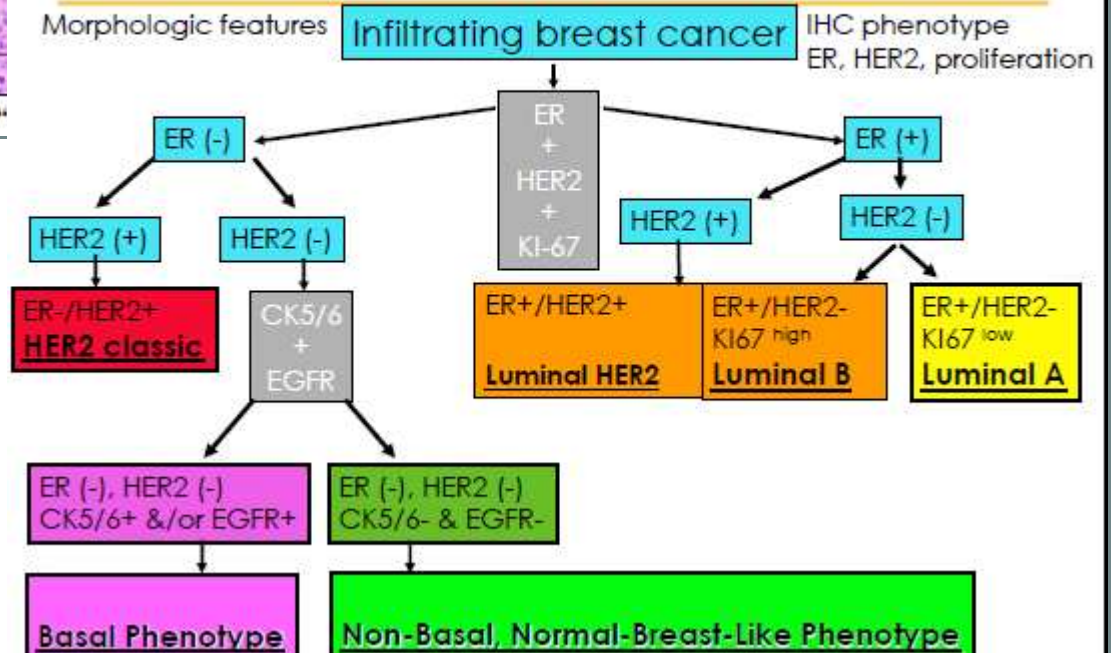 Morphologic features
Infiltrating breast cancer
IHC phenotype
ER, HER2, proliferation
ER
+
HER2
+
KI-67
ER (-)
ER (+)
HER2 (+)
HER2 (-)
HER2 (+)
HER2 (-)
ER-/HER2+
HER2 classic
CK5/6
+
EGFR
ER+/HER2+
Luminal HER2
ER+/HER2-
KI67 high
Luminal B
ER+/HER2-
KI67 low
Luminal A
ER (-), HER2 (-)
CK5/6+ &/or EGFR+
ER (-), HER2 (-)
CK5/6- & EGFR-
Basal Phenotype
Non-Basal, Normal-Breast-Like Phenotype